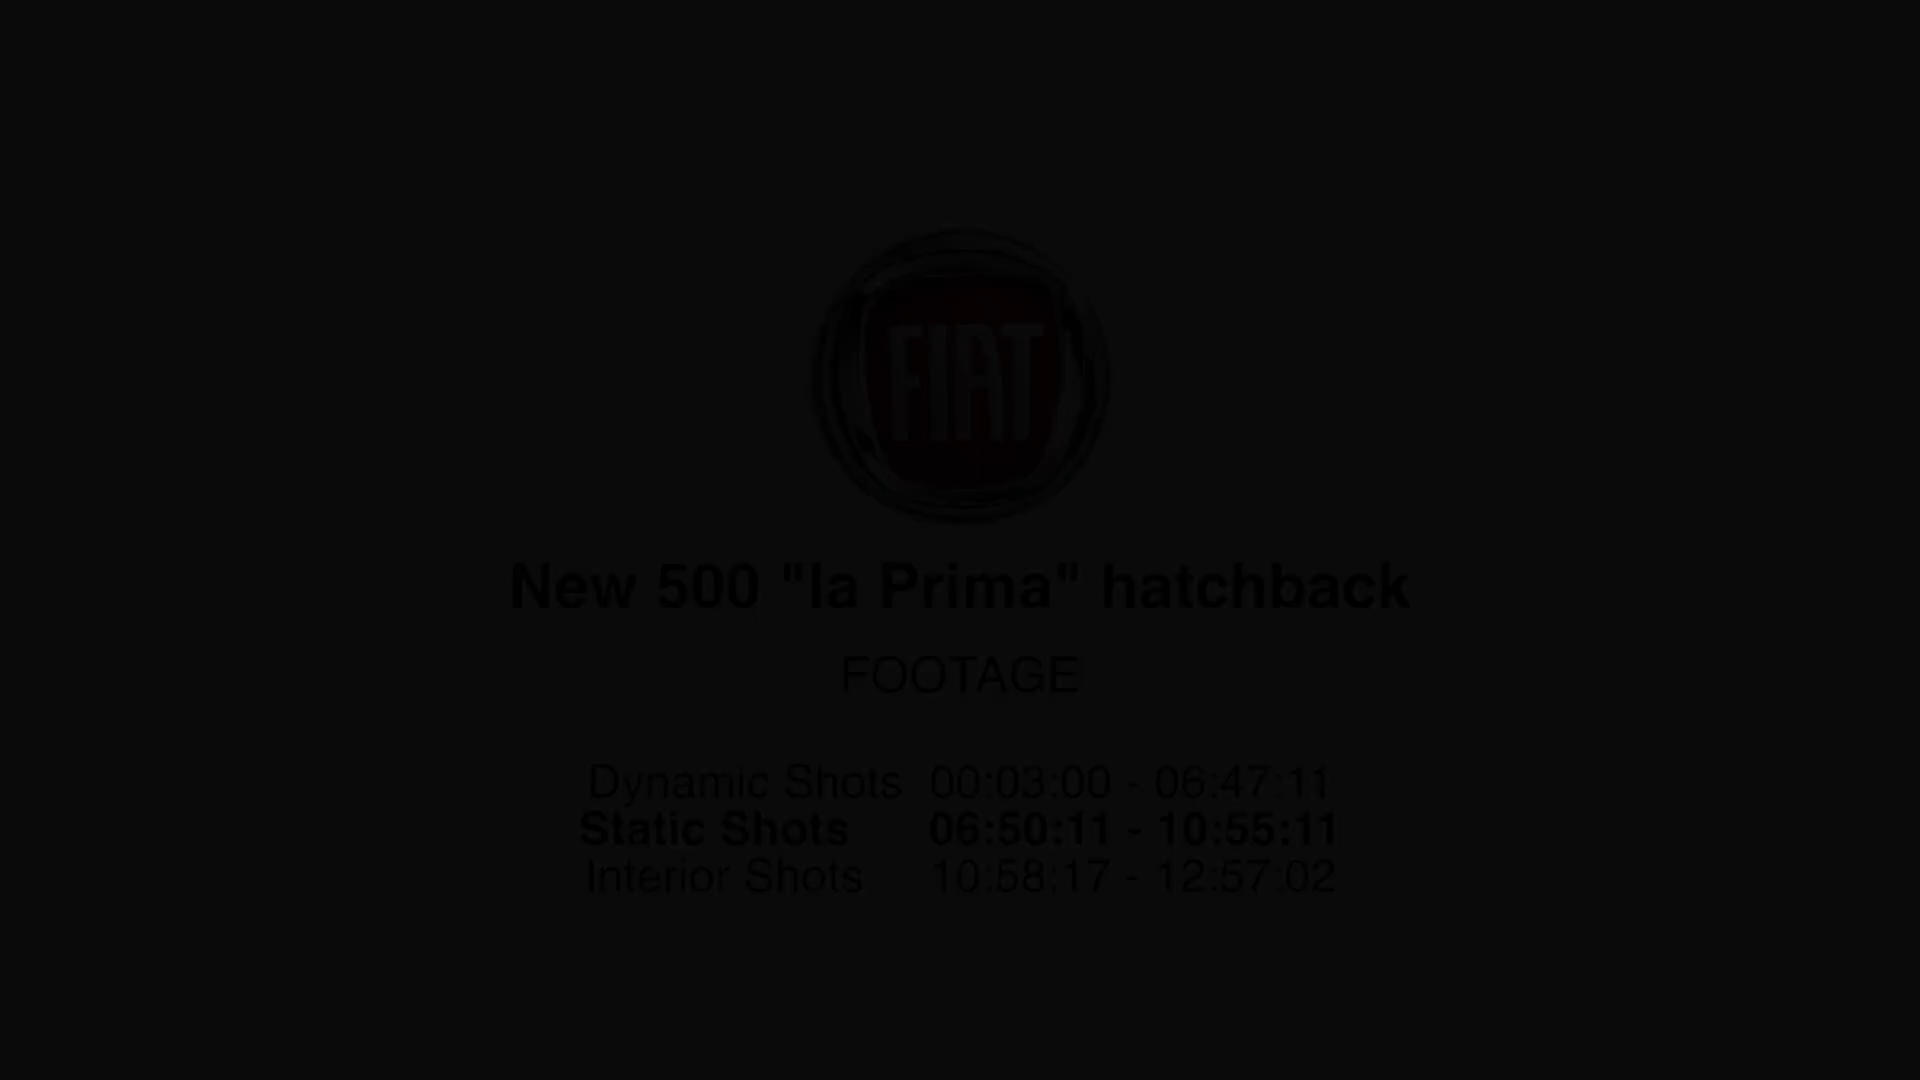 FIAT
New 500 "la Prima" hatchback
FOOTAGE
Dynamic Shots 00:03:00 - 06:47:11
Static Shots 06:50:11 - 10:55:11
Interior Shots 10:58:17 - 12:57:02